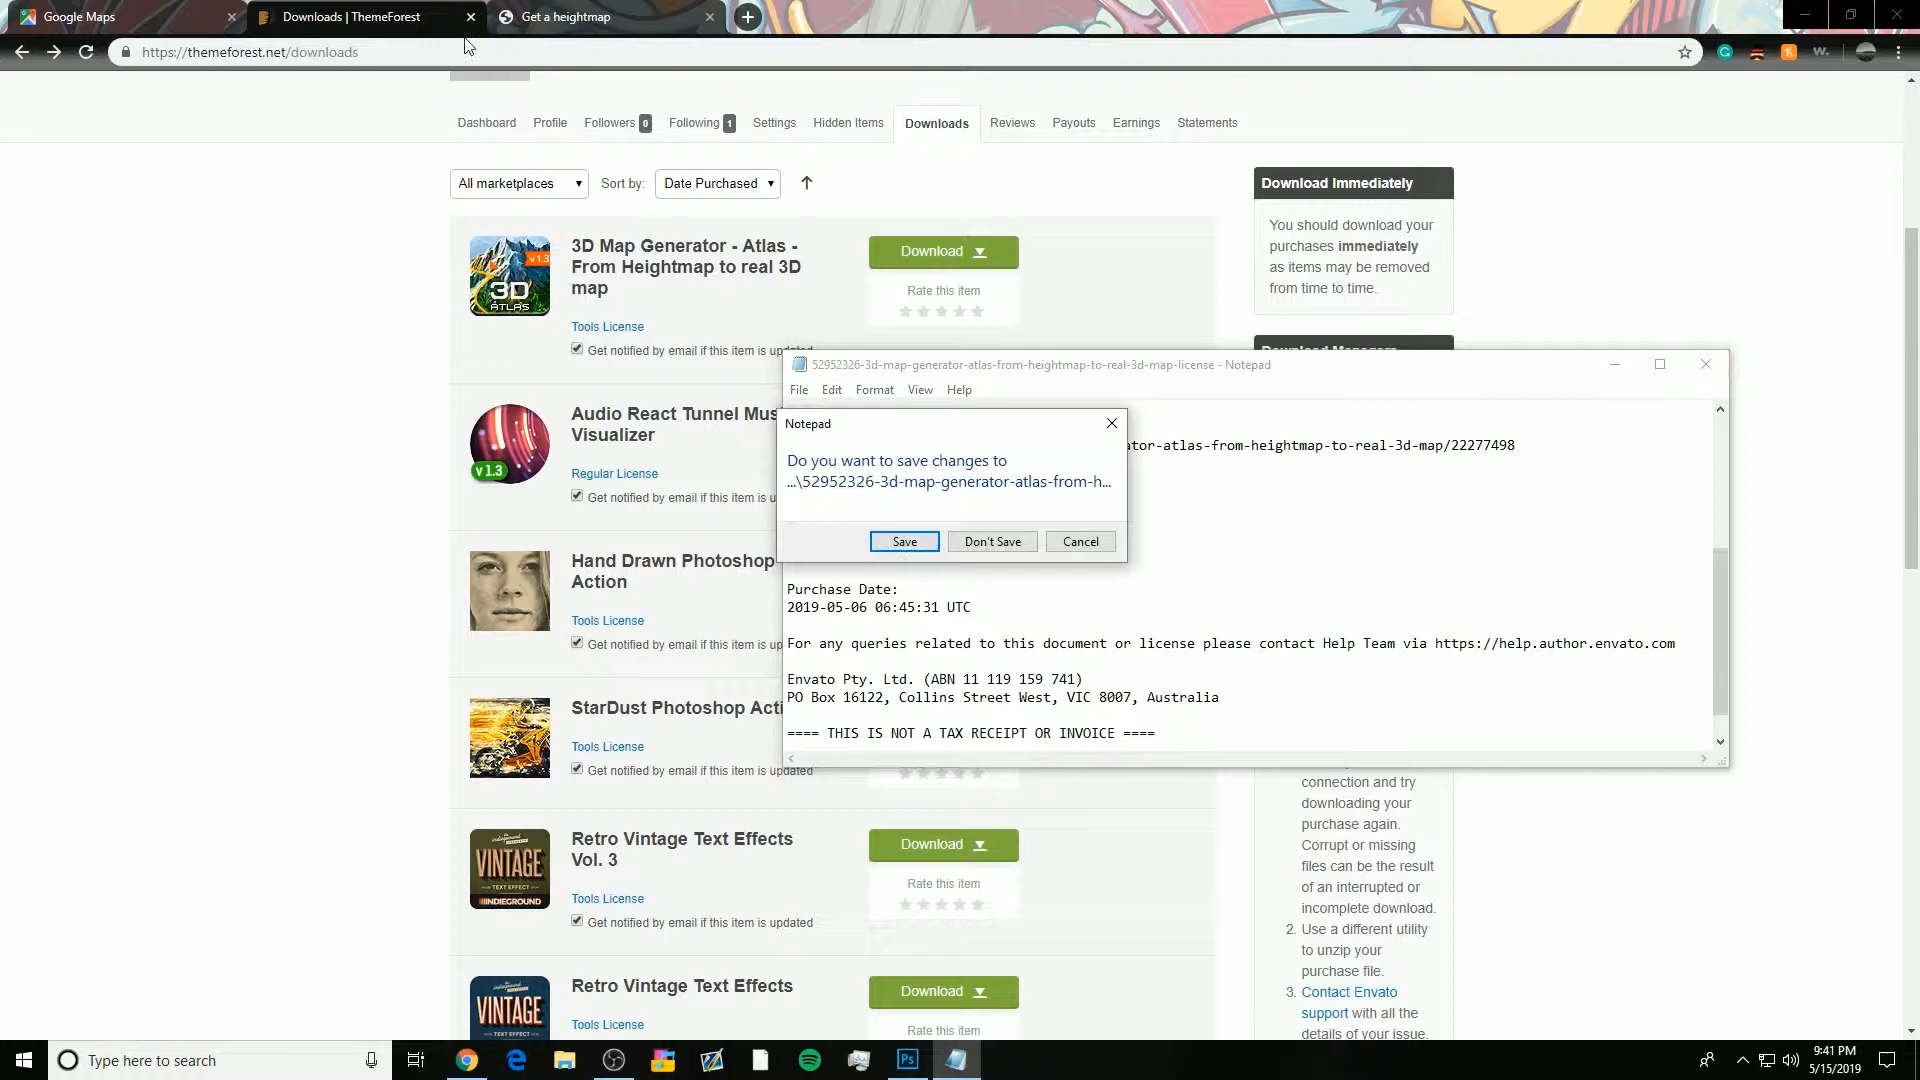 Google Maps
Downloads | ThemeForest
Get a heightmap
https://themeforest.net/downloads
Dashboard
Profile
Followers 0
Following 1
Settings
Hidden Items
Downloads
Reviews
Payouts
Earnings
Statements
All marketplaces
Sort by:
Date Purchased
3D Map Generator - Atlas -
From Heightmap to real 3D
map
v1.3
3D
ATLAS
Tools License
Get notified by email if this item is updated
Download
Rate this item
Audio React Tunnel Mus
Visualizer
v1.3
Regular License
Get notified by email if this item is u
Hand Drawn Photoshop
Action
Tools License
Get notified by email if this item is up
StarDust Photoshop Acti
Tools License
Get notified by email if this item is updated
Retro Vintage Text Effects
Vol. 3
VINTAGE
TEXT EFFECT
INDIEGROUND
Tools License
Get notified by email if this item is updated
Download
Rate this item
Retro Vintage Text Effects
VINTAGE
TEXT EFFECT
Tools License
Download
Rate this item
Download Immediately
You should download your
purchases immediately
as items may be removed
from time to time.
connection and try
downloading your
purchase again.
Corrupt or missing
files can be the result
of an interrupted or
incomplete download.
2. Use a different utility
to unzip your
purchase file.
3. Contact Envato
support with all the
details of your issue.
52952326-3d-map-generator-atlas-from-heightmap-to-real-3d-map-license - Notepad
File Edit Format View Help
ator-atlas-from-heightmap-to-real-3d-map/22277498
Notepad
Do you want to save changes to
...\52952326-3d-map-generator-atlas-from-h...
Save
Don't Save
Cancel
Purchase Date:
2019-05-06 06:45:31 UTC
For any queries related to this document or license please contact Help Team via https://help.author.envato.com
Envato Pty. Ltd. (ABN 11 119 159 741)
PO Box 16122, Collins Street West, VIC 8007, Australia
==== THIS IS NOT A TAX RECEIPT OR INVOICE ====
Type here to search
Ps
9:41 PM
5/15/2019